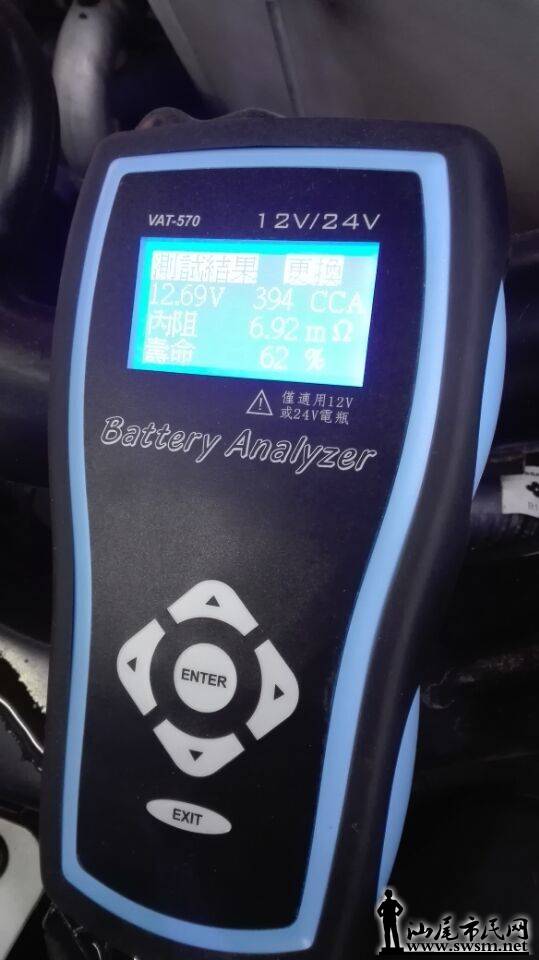 VAT-570 12V/24V
測試結果 更換
12.69V 394 CCA
內阻 6.92 mΩ
壽命 62 %
僅適用12V
或24V電瓶
Battery Analyzer
ENTER
EXIT
汕尾市民网
www.swsm.net